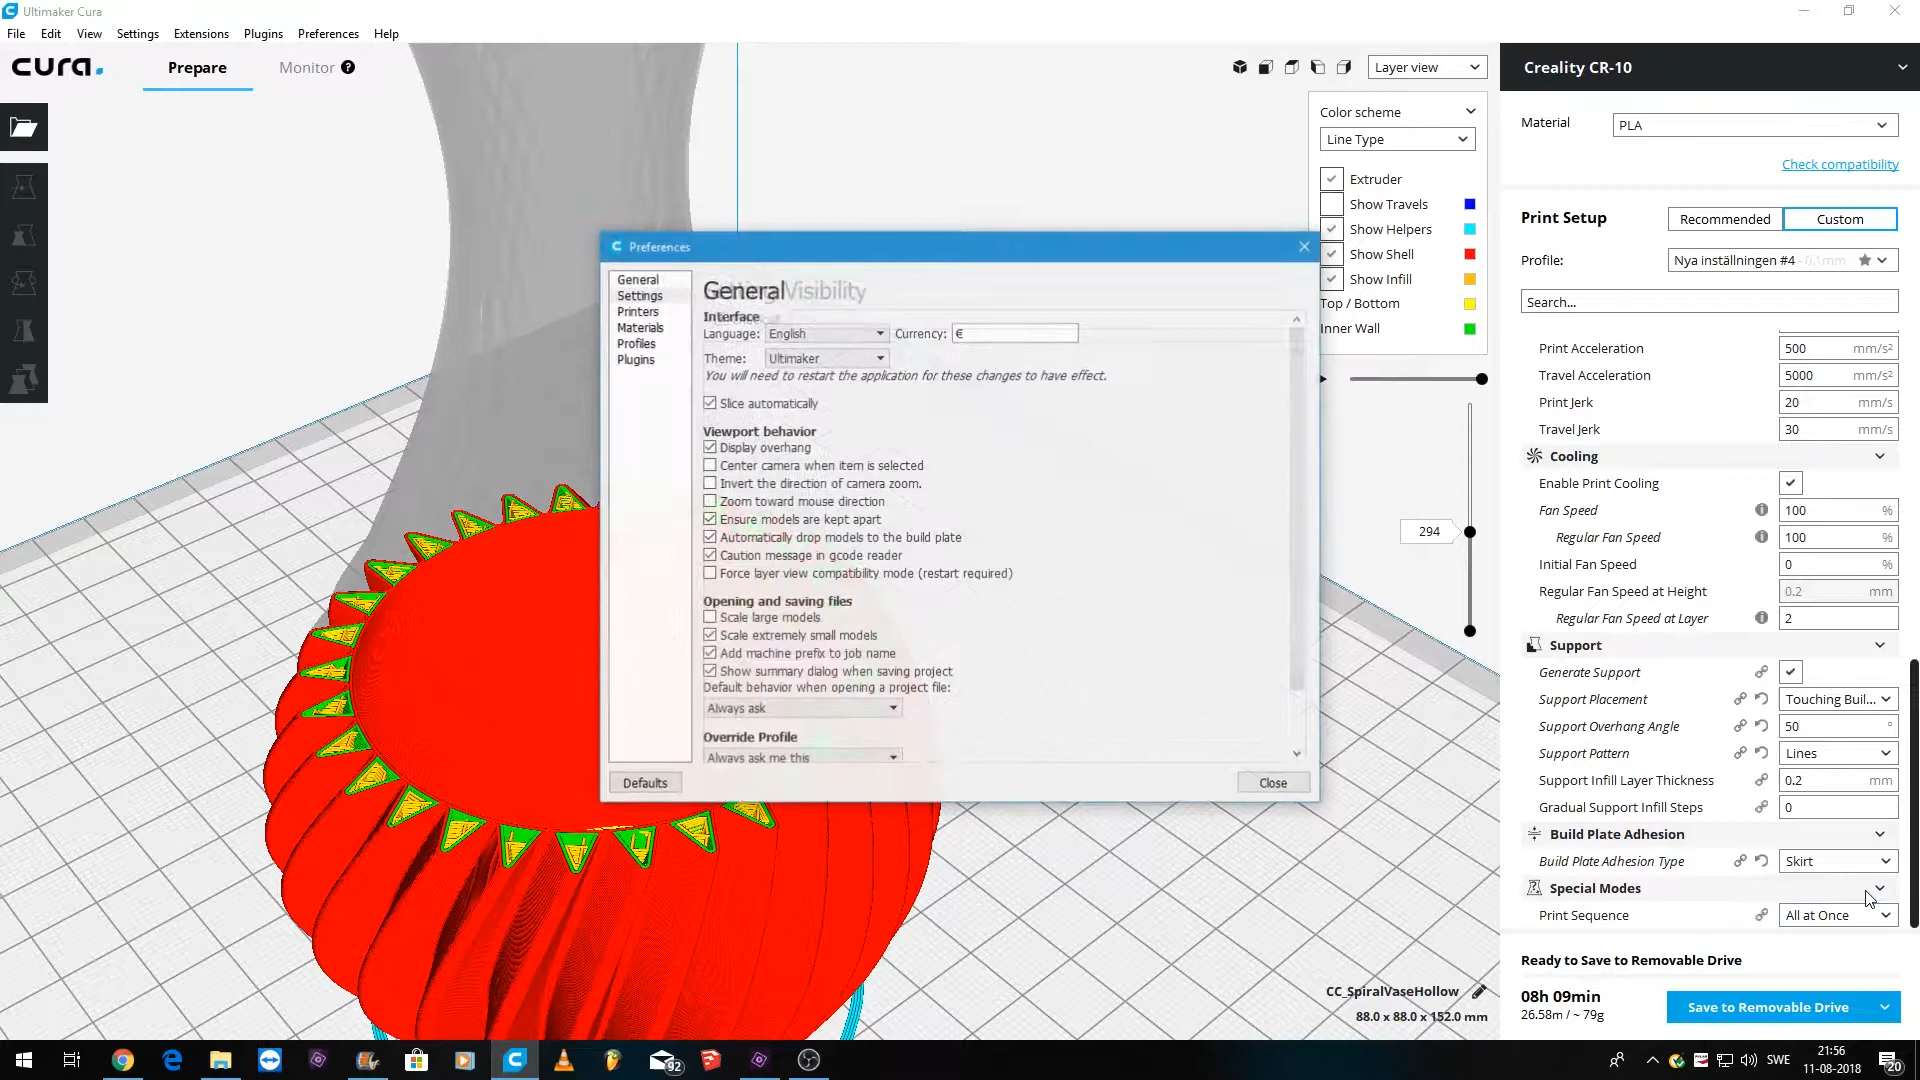 Ultimaker Cura
File Edit View Settings Extensions Plugins Preferences Help
cura. Prepare Monitor ?
Layer view
Creality CR-10
Color scheme
Line Type
Extruder
Show Travels
Show Helpers
Show Shell
Show Infill
Top / Bottom
Inner Wall
294
Material PLA
Check compatibility
Print Setup Recommended Custom
Profile: Nya inställningen #4 - 0.1mm
Search...
Print Acceleration 500 mm/s²
Travel Acceleration 5000 mm/s²
Print Jerk 20 mm/s
Travel Jerk 30 mm/s
Cooling
Enable Print Cooling
Fan Speed 100 %
Regular Fan Speed 100 %
Initial Fan Speed 0 %
Regular Fan Speed at Height 0.2 mm
Regular Fan Speed at Layer 2
Support
Generate Support
Support Placement Touching Buil...
Support Overhang Angle 50 °
Support Pattern Lines
Support Infill Layer Thickness 0.2 mm
Gradual Support Infill Steps 0
Build Plate Adhesion
Build Plate Adhesion Type Skirt
Special Modes
Print Sequence All at Once
Ready to Save to Removable Drive
08h 09min
26.58m / ~ 79g
Save to Removable Drive
Preferences
General
Settings
Printers
Materials
Profiles
Plugins
General Visibility
Interface
Language: English Currency: €
Theme: Ultimaker
You will need to restart the application for these changes to have effect.
Slice automatically
Viewport behavior
Display overhang
Center camera when item is selected
Invert the direction of camera zoom.
Zoom toward mouse direction
Ensure models are kept apart
Automatically drop models to the build plate
Caution message in gcode reader
Force layer view compatibility mode (restart required)
Opening and saving files
Scale large models
Scale extremely small models
Add machine prefix to job name
Show summary dialog when saving project
Default behavior when opening a project file:
Always ask
Override Profile
Always ask me this
Defaults Close
CC_SpiralVaseHollow
88.0 x 88.0 x 152.0 mm
92
SWE
21:56
11-08-2018
20